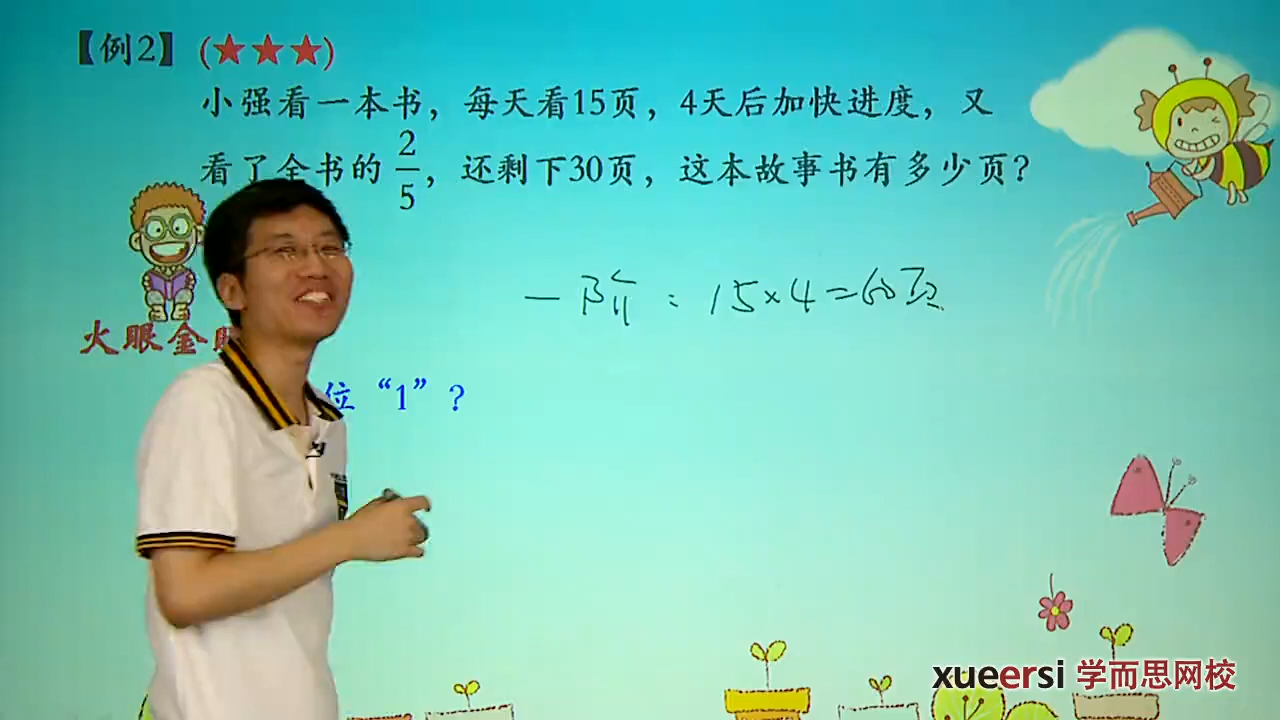 【例2】(★★★)
小强看一本书，每天看15页，4天后加快进度，又
看了全书的 2/5，还剩下30页，这本故事书有多少页？
一阶：15×4=60页
火眼金
位“1”？
xueersi 学而思网校